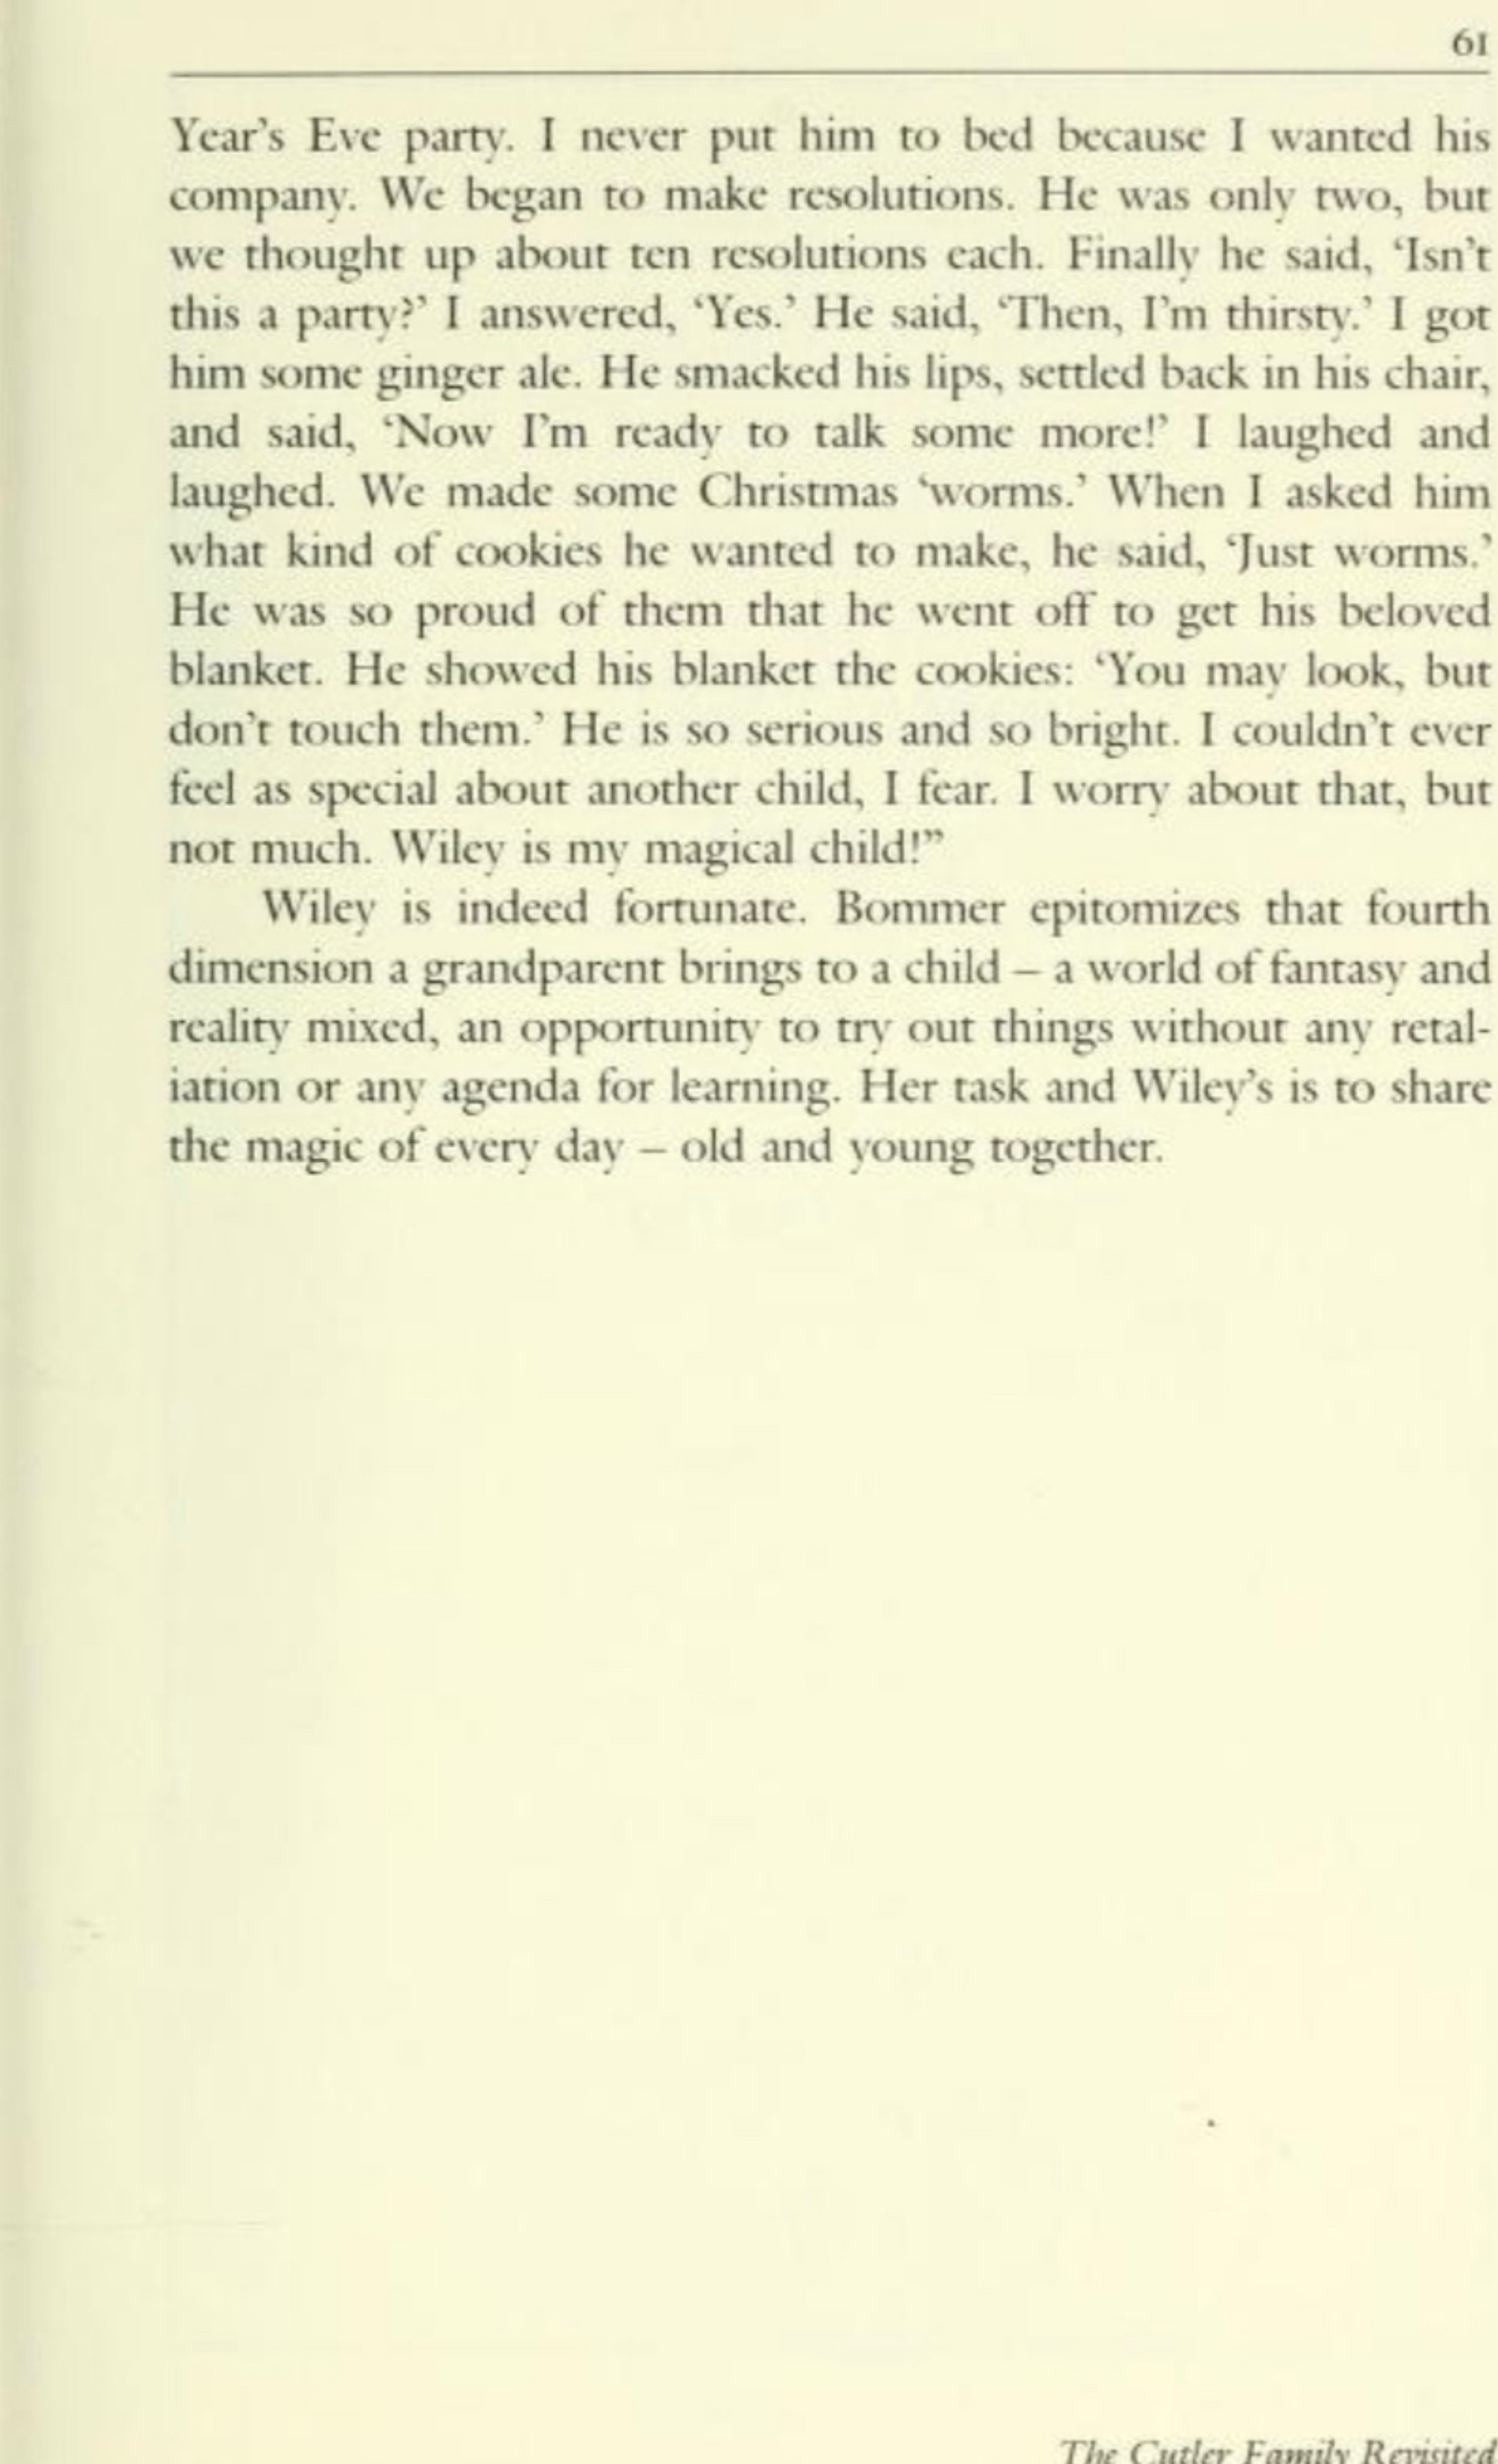 61
Year's Eve party. I never put him to bed because I wanted his
company. We began to make resolutions. He was only two, but
we thought up about ten resolutions each. Finally he said, ‘Isn't
this a party?’ I answered, ‘Yes.’ He said, ‘Then, I'm thirsty.’ I got
him some ginger ale. He smacked his lips, settled back in his chair,
and said, ‘Now I'm ready to talk some more!’ I laughed and
laughed. We made some Christmas ‘worms.’ When I asked him
what kind of cookies he wanted to make, he said, ‘Just worms.’
He was so proud of them that he went off to get his beloved
blanket. He showed his blanket the cookies: ‘You may look, but
don't touch them.’ He is so serious and so bright. I couldn't ever
feel as special about another child, I fear. I worry about that, but
not much. Wiley is my magical child!”
Wiley is indeed fortunate. Bommer epitomizes that fourth
dimension a grandparent brings to a child – a world of fantasy and
reality mixed, an opportunity to try out things without any retal-
iation or any agenda for learning. Her task and Wiley's is to share
the magic of every day – old and young together.
The Cutler Family Revisited